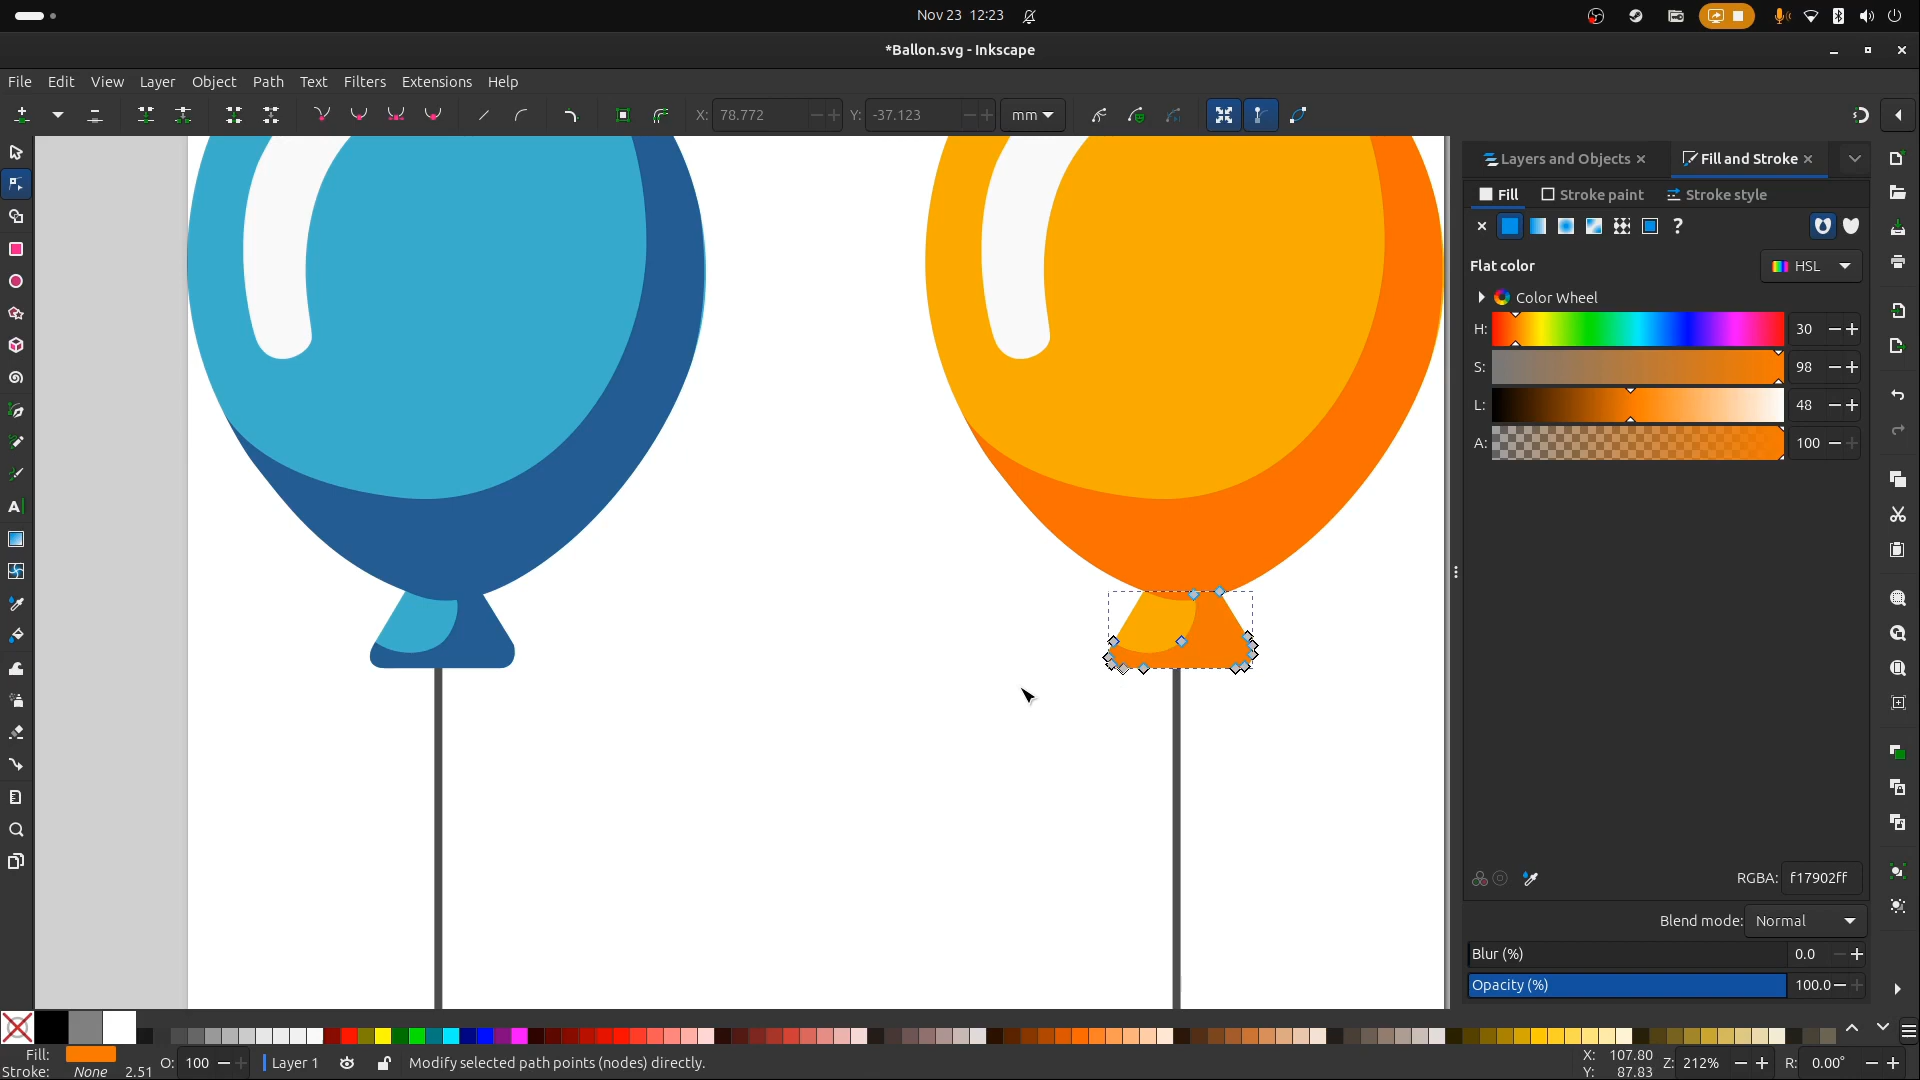 Nov 23 12:23
*Ballon.svg - Inkscape
File Edit View Layer Object Path Text Filters Extensions Help
X: 78.772 Y: -37.123 mm
Layers and Objects Fill and Stroke
Fill Stroke paint Stroke style
?
Flat color HSL
Color Wheel
H: 30
S: 98
L: 48
A: 100
RGBA: f17902ff
Blend mode: Normal
Blur (%) 0.0
Opacity (%) 100.0
Fill: O: 100 Layer 1 Modify selected path points (nodes) directly. X: 107.80 Z: 212% R: 0.00°
Stroke: None 2.51 Y: 87.83